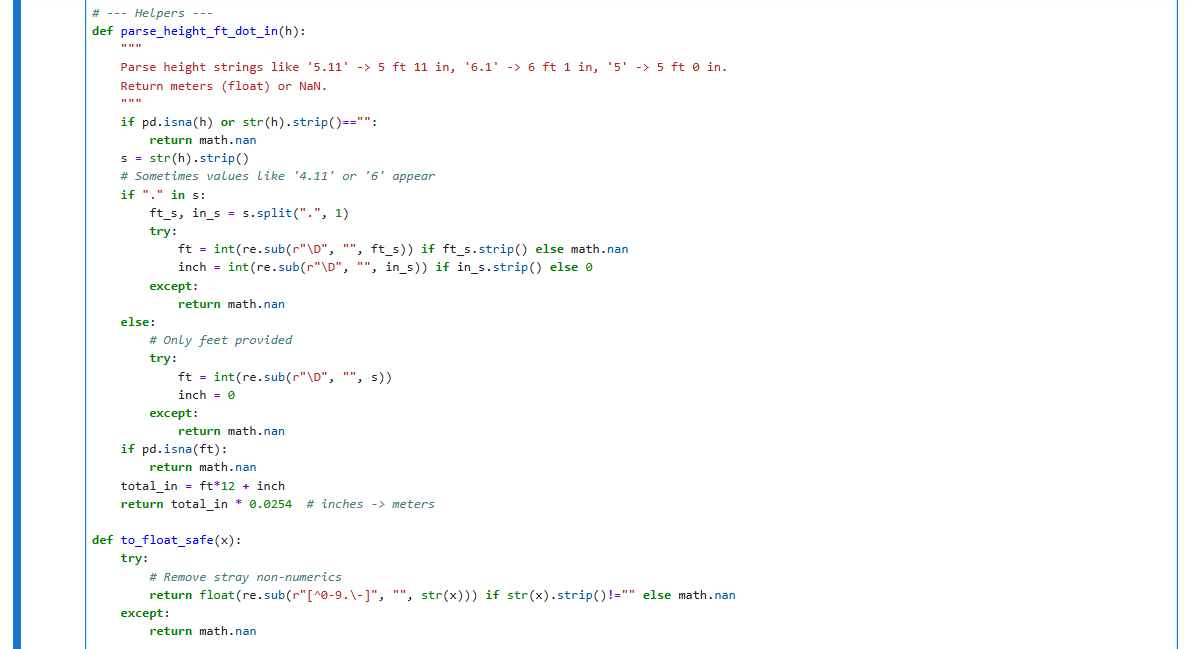 # --- Helpers ---
def parse_height_ft_dot_in(h):
    """
    Parse height strings like '5.11' -> 5 ft 11 in, '6.1' -> 6 ft 1 in, '5' -> 5 ft 0 in.
    Return meters (float) or NaN.
    """
    if pd.isna(h) or str(h).strip()=="":
        return math.nan
    s = str(h).strip()
    # Sometimes values like '4.11' or '6' appear
    if "." in s:
        ft_s, in_s = s.split(".", 1)
        try:
            ft = int(re.sub(r"\D", "", ft_s)) if ft_s.strip() else math.nan
            inch = int(re.sub(r"\D", "", in_s)) if in_s.strip() else 0
        except:
            return math.nan
    else:
        # Only feet provided
        try:
            ft = int(re.sub(r"\D", "", s))
            inch = 0
        except:
            return math.nan
    if pd.isna(ft):
        return math.nan
    total_in = ft*12 + inch
    return total_in * 0.0254  # inches -> meters

def to_float_safe(x):
    try:
        # Remove stray non-numerics
        return float(re.sub(r"[^0-9.\-]", "", str(x))) if str(x).strip()!="" else math.nan
    except:
        return math.nan